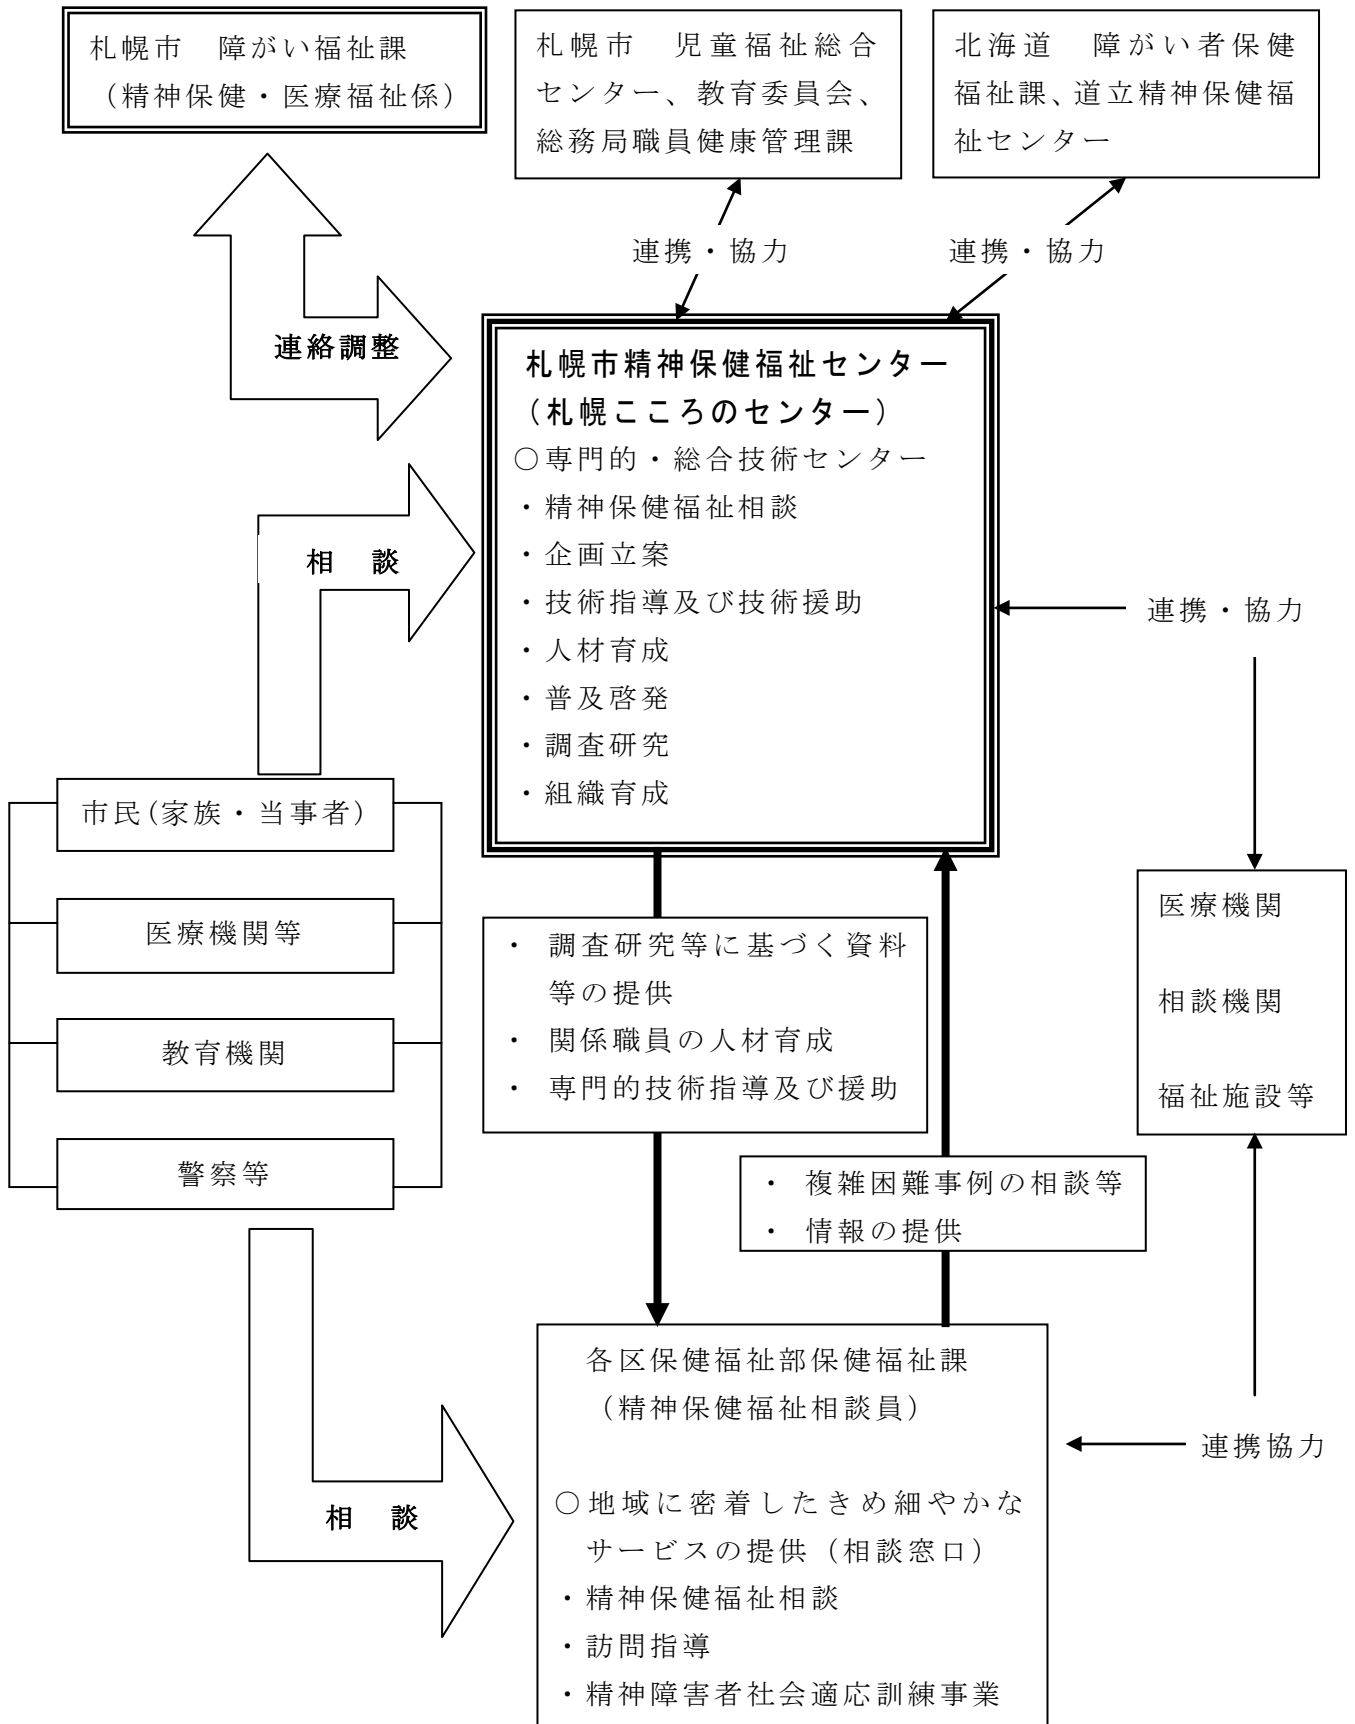 札幌市　障がい福祉課
（精神保健・医療福祉係）
札幌市　児童福祉総合
センター、教育委員会、
総務局職員健康管理課
北海道　障がい者保健
福祉課、道立精神保健福
祉センター
連携・協力
連携・協力
連絡調整
札幌市精神保健福祉センター
（札幌こころのセンター）
○専門的・総合技術センター
・精神保健福祉相談
・企画立案
・技術指導及び技術援助
・人材育成
・普及啓発
・調査研究
・組織育成
相　談
連携・協力
市民(家族・当事者)
医療機関等
教育機関
警察等
・　調査研究等に基づく資料
等の提供
・　関係職員の人材育成
・　専門的技術指導及び援助
医療機関
相談機関
福祉施設等
・　複雑困難事例の相談等
・　情報の提供
各区保健福祉部保健福祉課
（精神保健福祉相談員）
○地域に密着したきめ細やかな
サービスの提供（相談窓口）
・精神保健福祉相談
・訪問指導
・精神障害者社会適応訓練事業
連携協力
相　談